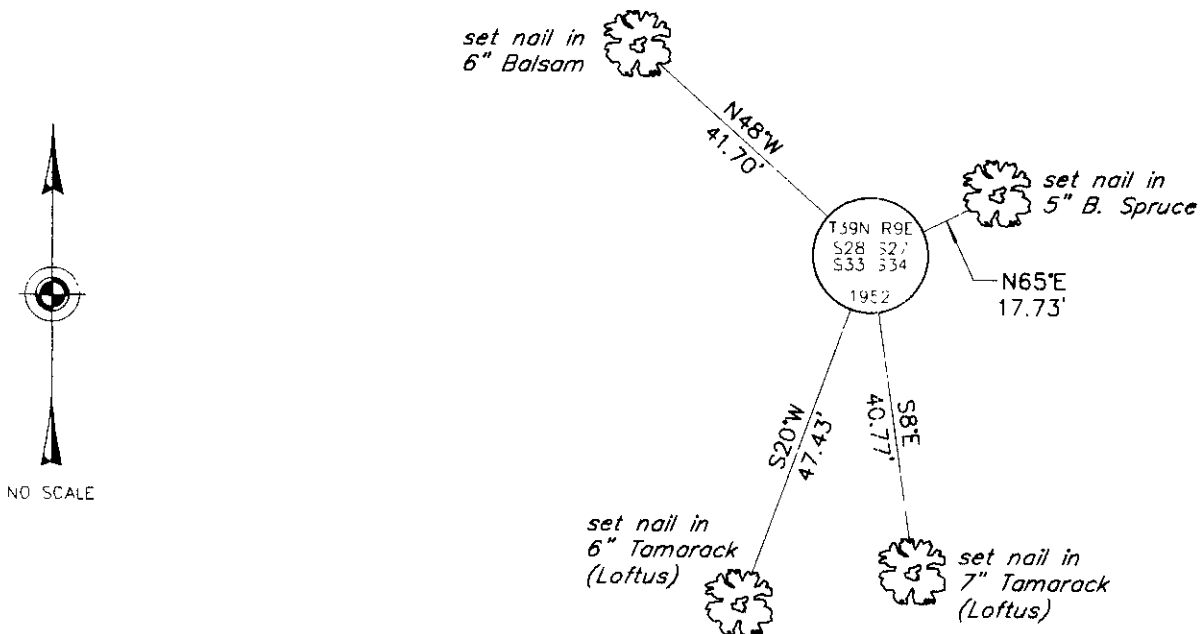 set nail in
6" Balsam
N48°W
41.70'
set nail in
5" B. Spruce
T39N R9E
S28 S27
S33 S34
1952
N65°E
17.73'
NO SCALE
S20°W
47.43'
S8°E
40.77'
set nail in
6" Tamarack
(Loftus)
set nail in
7" Tamarack
(Loftus)